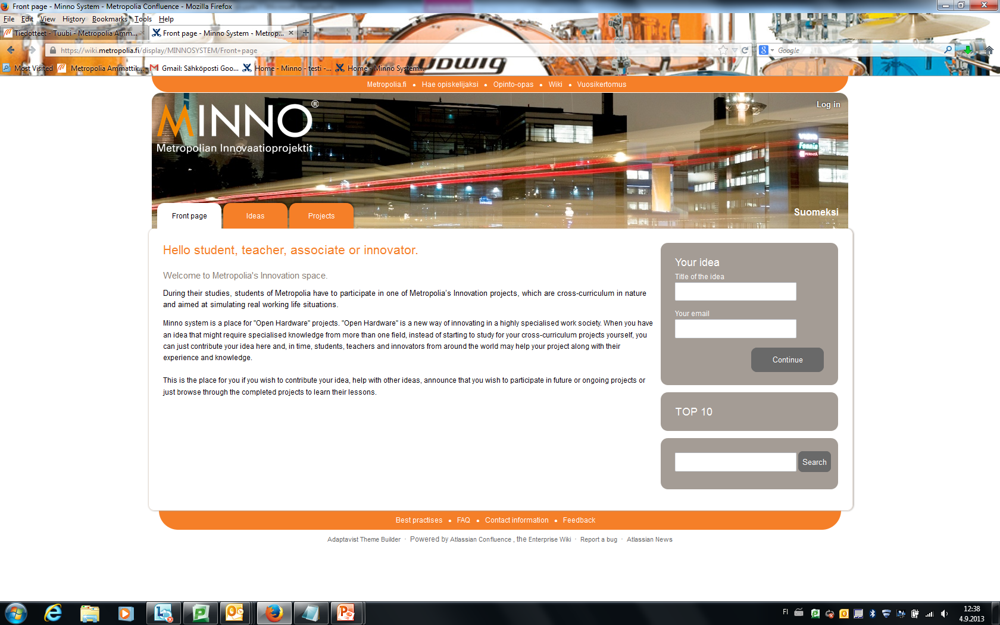 Front page - Minno System - Metropolia Confluence - Mozilla Firefox
File Edit View History Bookmarks Tools Help
Tiedotteet - Tuubi - Metropolia Amm...
Front page - Minno System - Metrop...
https://wiki.metropolia.fi/display/MINNOSYSTEM/Front+page
Google
Ludwig
Most Visited Metropolia Ammattik... Gmail: Sähköposti Goo... Home - Minno - testi -... Home - Minno System...
Metropolia.fi • Hae opiskelijaksi • Opinto-opas • Wiki • Vuosikertomus
MINNO®
Log in
Metropolian Innovaatioprojektit
Fennia
Suomeksi
Front page Ideas Projects
Hello student, teacher, associate or innovator.
Welcome to Metropolia's Innovation space.
During their studies, students of Metropolia have to participate in one of Metropolia's Innovation projects, which are cross-curriculum in nature
and aimed at simulating real working life situations.
Minno system is a place for "Open Hardware" projects. "Open Hardware" is a new way of innovating in a highly specialised work society. When you have
an idea that might require specialised knowledge from more than one field, instead of starting to study for your cross-curriculum projects yourself, you
can just contribute your idea here and, in time, students, teachers and innovators from around the world may help your project along with their
experience and knowledge.
This is the place for you if you wish to contribute your idea, help with other ideas, announce that you wish to participate in future or ongoing projects or
just browse through the completed projects to learn their lessons.
Your idea
Title of the idea
Your email
Continue
TOP 10
Search
Best practises • FAQ • Contact information • Feedback
Adaptavist Theme Builder · Powered by Atlassian Confluence , the Enterprise Wiki · Report a bug · Atlassian News
FI
12:38
4.9.2013